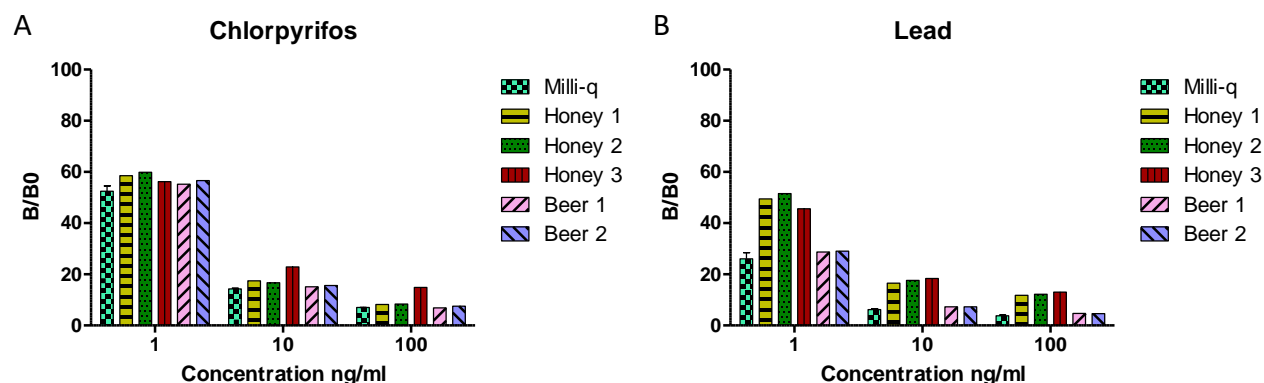 A
Chlorpyrifos
B/B0
100
80
60
40
20
0
1
10
100
Concentration ng/ml
Milli-q
Honey 1
Honey 2
Honey 3
Beer 1
Beer 2
B
Lead
B/B0
100
80
60
40
20
0
1
10
100
Concentration ng/ml
Milli-q
Honey 1
Honey 2
Honey 3
Beer 1
Beer 2